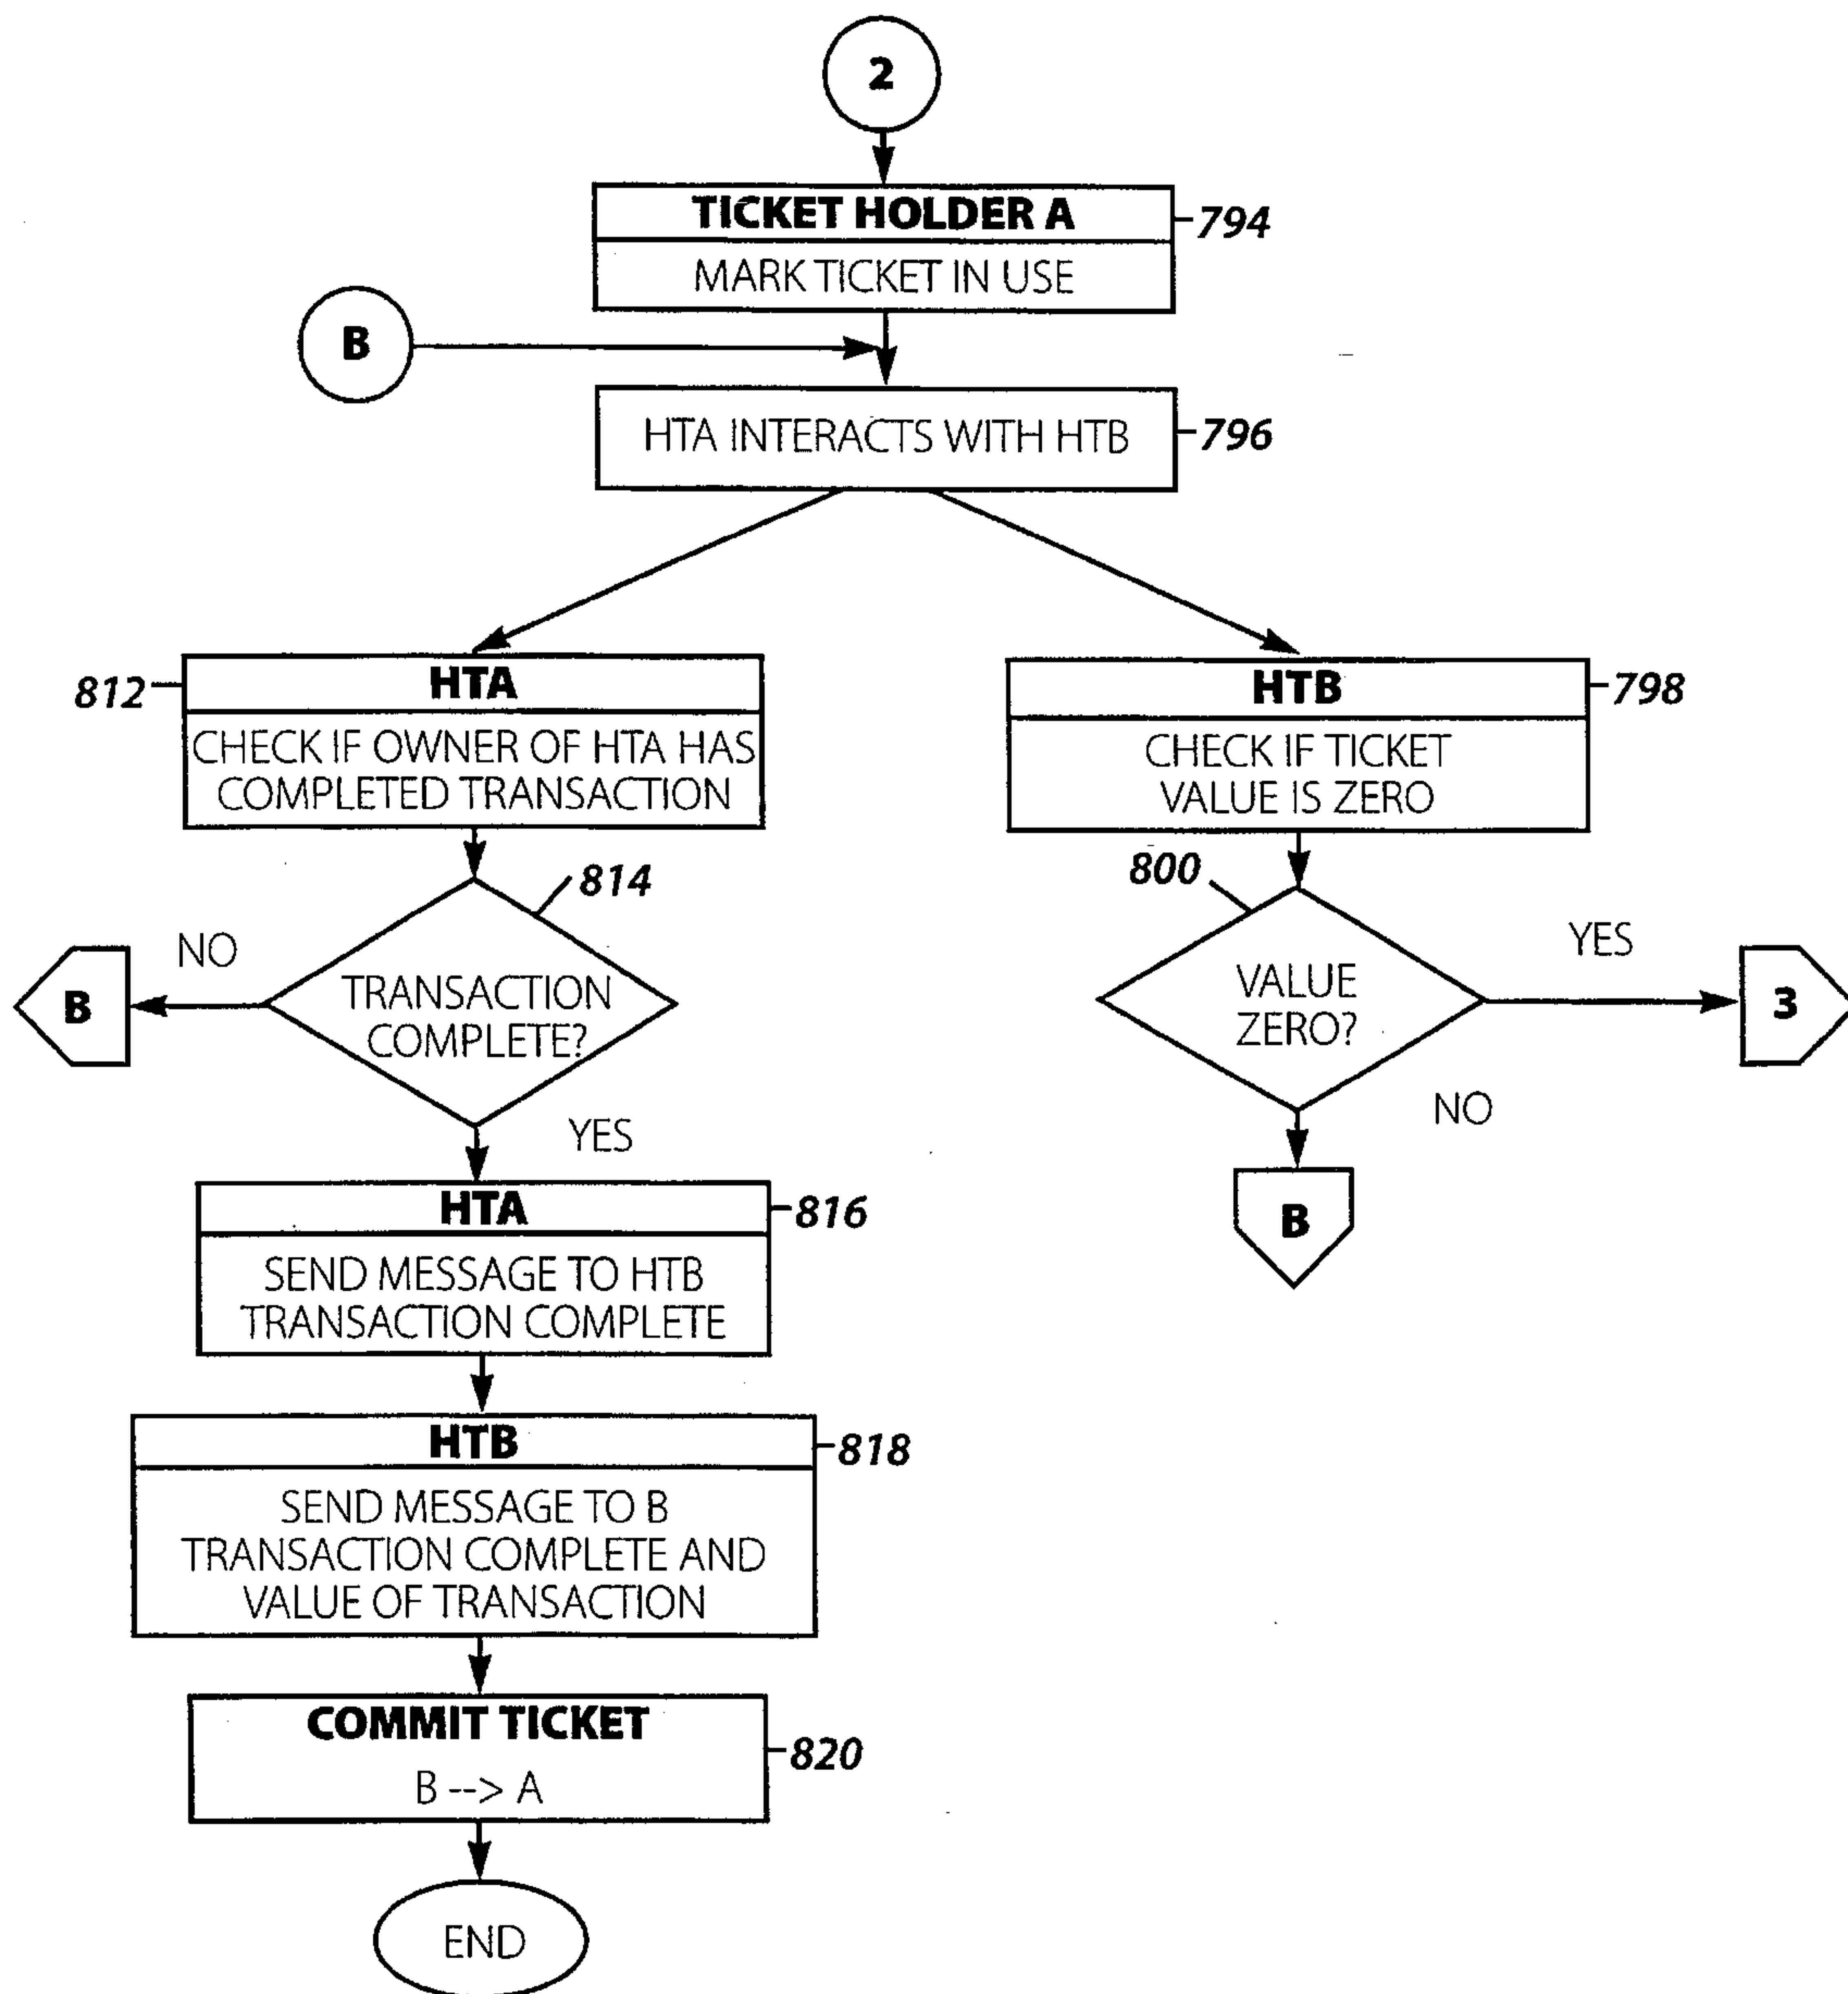 2
TICKET HOLDER A
794
MARK TICKET IN USE
B
HTA INTERACTS WITH HTB
796
812
HTA
CHECK IF OWNER OF HTA HAS
COMPLETED TRANSACTION
HTB
798
CHECK IF TICKET
VALUE IS ZERO
814
800
NO
B
TRANSACTION
COMPLETE?
YES
VALUE
ZERO?
YES
3
NO
B
HTA
816
SEND MESSAGE TO HTB
TRANSACTION COMPLETE
HTB
818
SEND MESSAGE TO B
TRANSACTION COMPLETE AND
VALUE OF TRANSACTION
COMMIT TICKET
820
B --> A
END